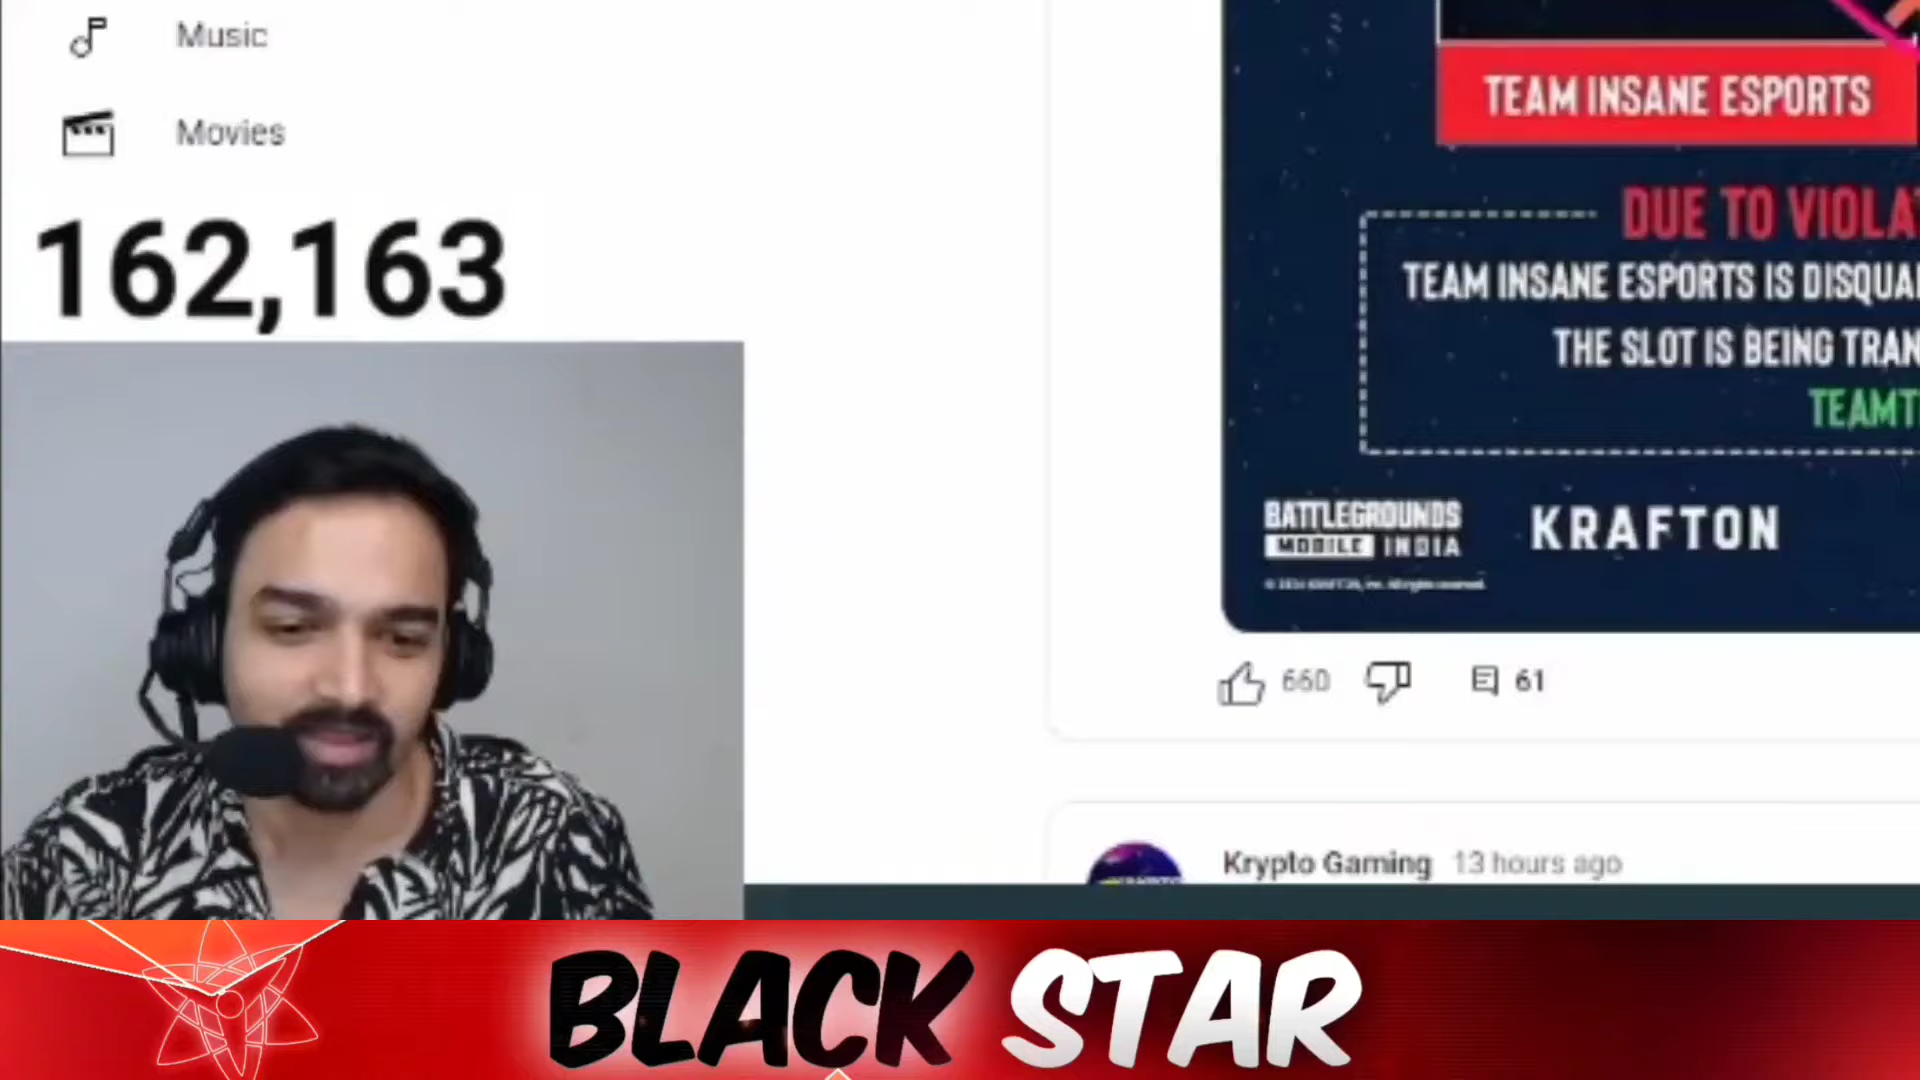 Music
Movies
162,163
TEAM INSANE ESPORTS
DUE TO VIOLA
TEAM INSANE ESPORTS IS DISQUA
THE SLOT IS BEING TRAN
TEAMT
BATTLEGROUNDS
MOBILE INDIA
KRAFTON
660
61
Krypto Gaming 13 hours ago
BLACK STAR